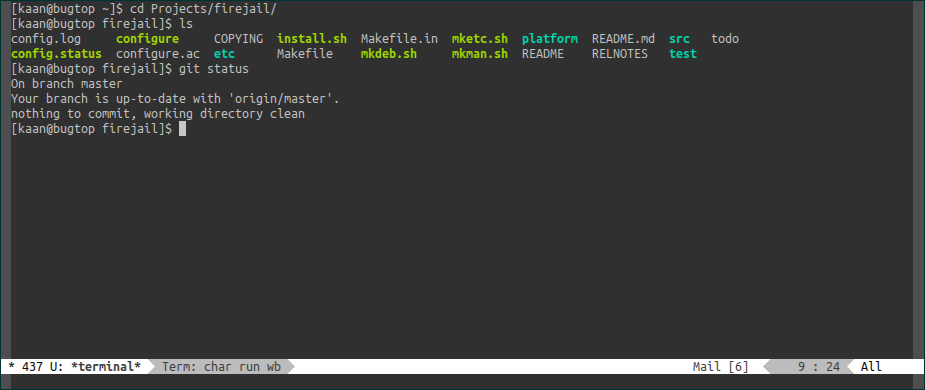 [kaan@bugtop ~]$ cd Projects/firejail/
[kaan@bugtop firejail]$ ls
config.log     configure     COPYING  install.sh  Makefile.in  mketc.sh  platform  README.md  src   todo
config.status  configure.ac  etc      Makefile    mkdeb.sh     mkman.sh  README    RELNOTES   test
[kaan@bugtop firejail]$ git status
On branch master
Your branch is up-to-date with 'origin/master'.
nothing to commit, working directory clean
[kaan@bugtop firejail]$
* 437 U: *terminal* Term: char run wb Mail [6] 9 : 24 All